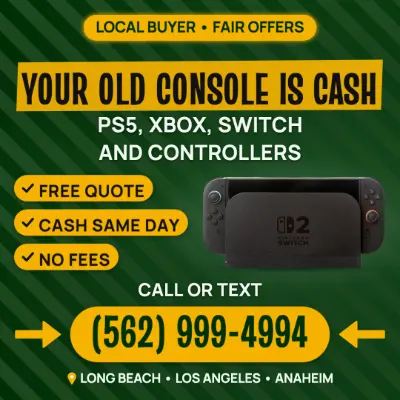 LOCAL BUYER • FAIR OFFERS
YOUR OLD CONSOLE IS CASH
PS5, XBOX, SWITCH
AND CONTROLLERS
FREE QUOTE
CASH SAME DAY
NO FEES
2
NINTENDO
SWITCH
CALL OR TEXT
(562) 999-4994
LONG BEACH • LOS ANGELES • ANAHEIM